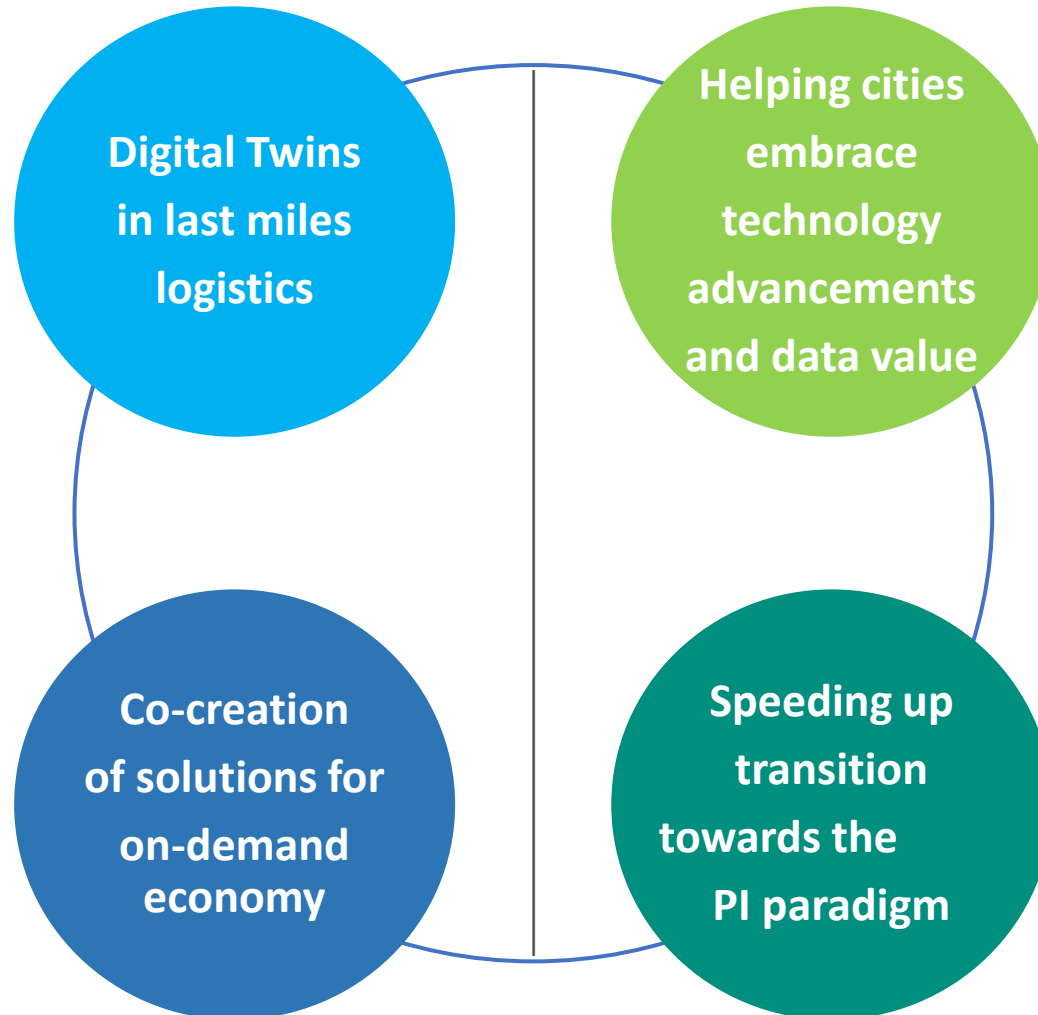 Digital Twins
in last miles
logistics
Helping cities
embrace
technology
advancements
and data value
Co-creation
of solutions for
on-demand
economy
Speeding up
transition
towards the
PI paradigm